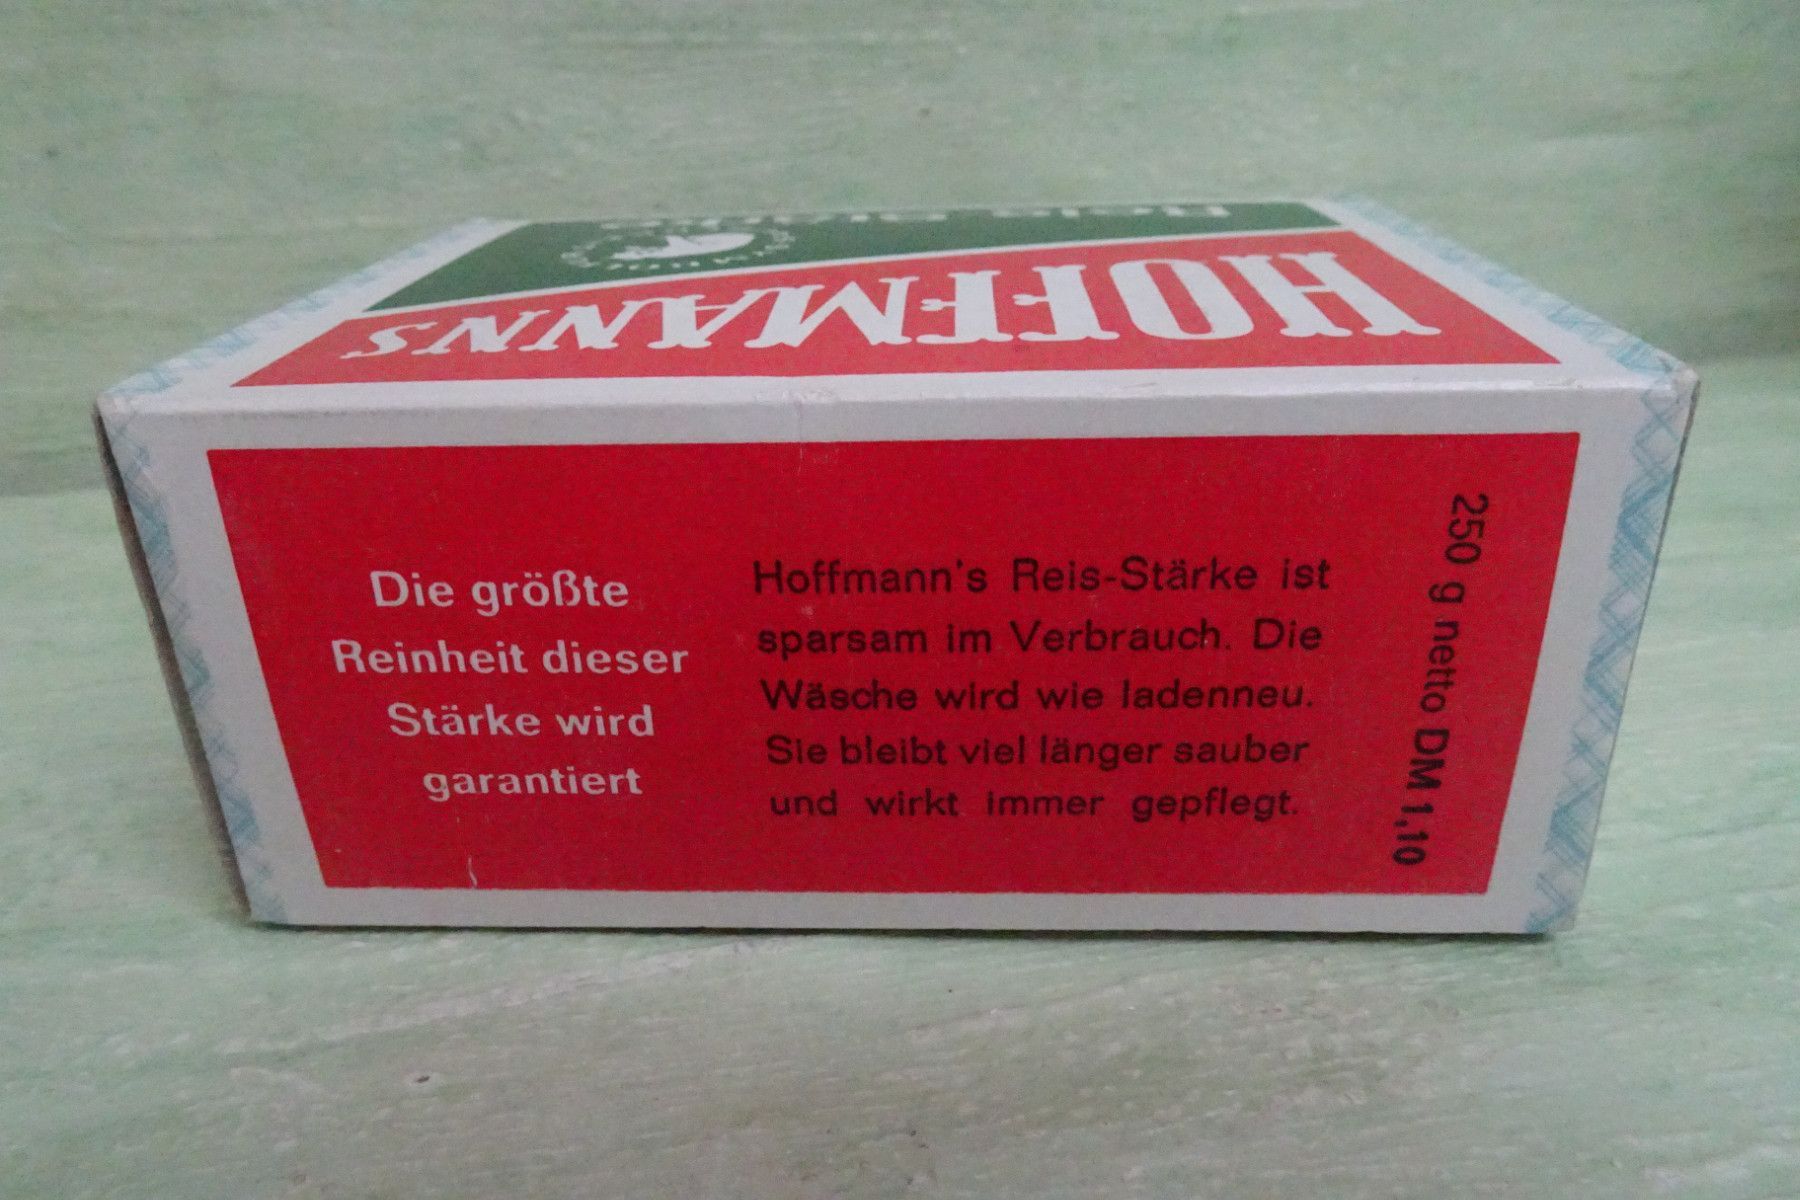 HOFFMANNS
Die größte
Reinheit dieser
Stärke wird
garantiert
Hoffmann's Reis-Stärke ist
sparsam im Verbrauch. Die
Wäsche wird wie ladenneu.
Sie bleibt viel länger sauber
und wirkt immer gepflegt.
250 g netto DM 1,10